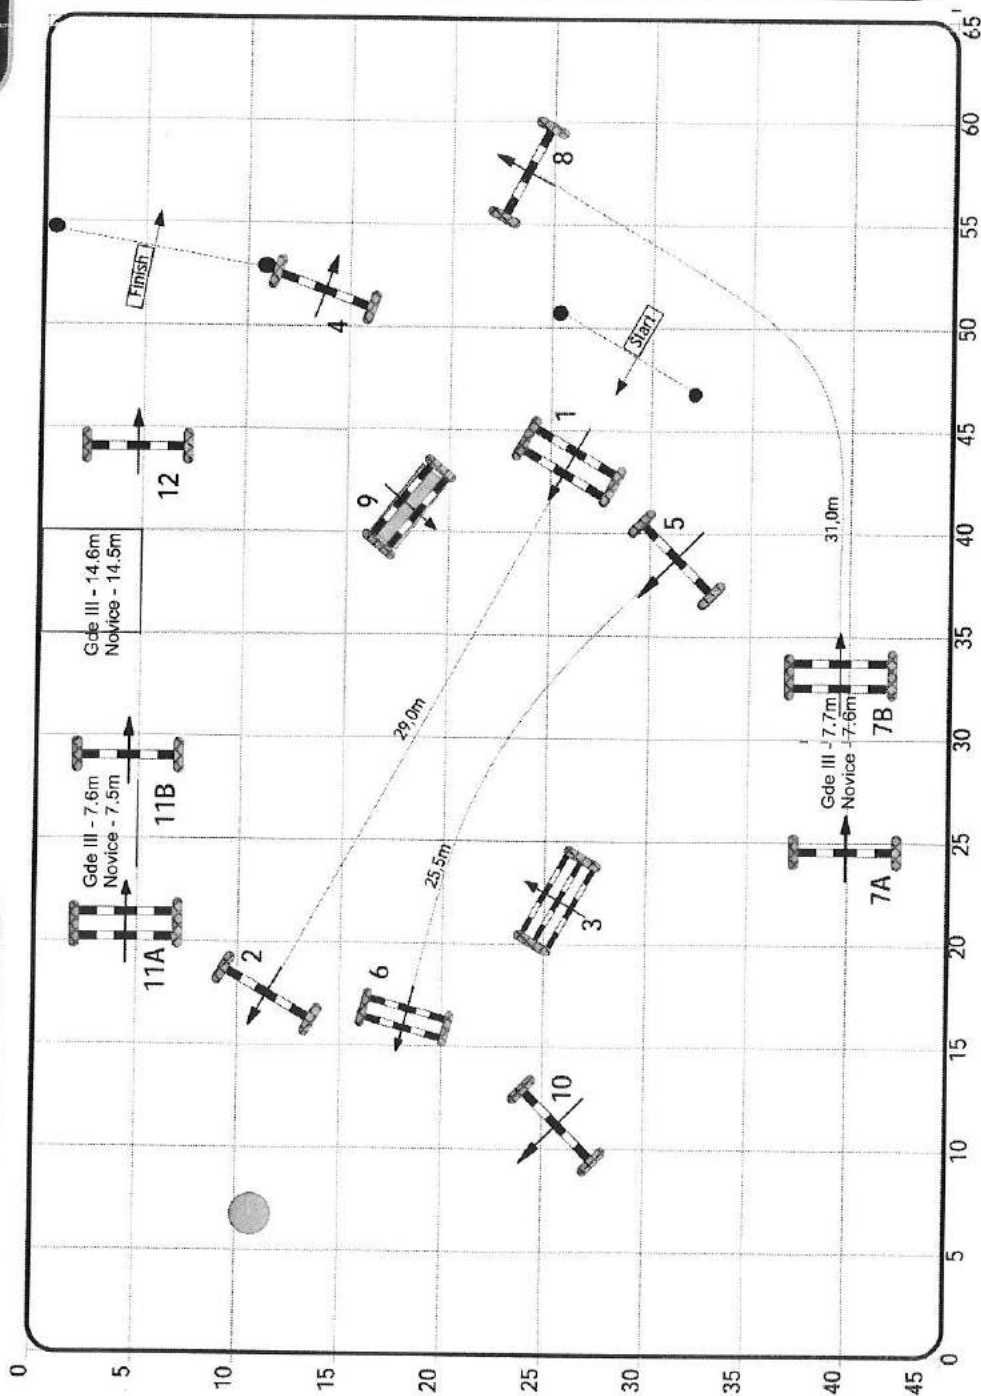 65
60
8
55
Finish
4
50
Start
45
12
1
9
5
40
Gde III - 14.6m
Novice - 14.5m
31,0m
35
29,0m
30
11B
Gde III - 7.7m
Novice - 7.6m
7B
Gde III - 7.6m
Novice - 7.5m
25,5m
25
7A
11A
3
20
2
6
15
10
10
5
0
0
5
10
15
20
25
30
35
40
45